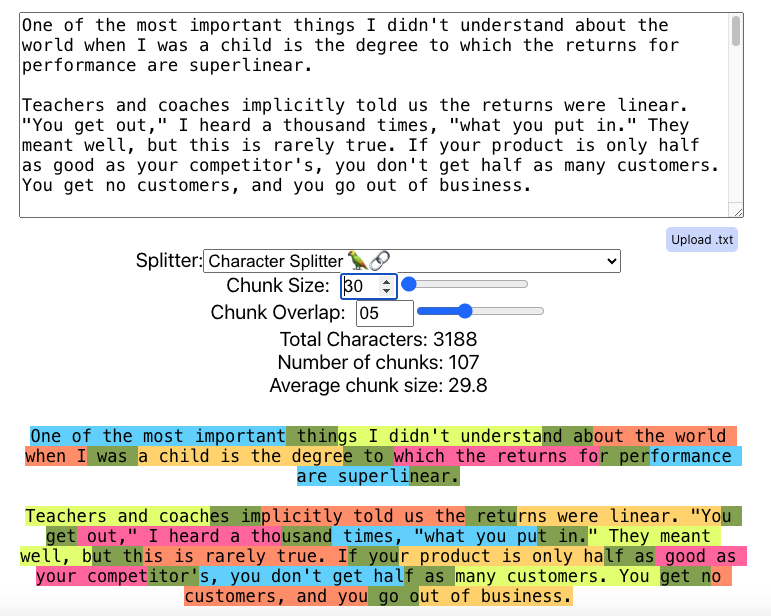 One of the most important things I didn't understand about the
world when I was a child is the degree to which the returns for
performance are superlinear.
Teachers and coaches implicitly told us the returns were linear.
"You get out," I heard a thousand times, "what you put in." They
meant well, but this is rarely true. If your product is only half
as good as your competitor's, you don't get half as many customers.
You get no customers, and you go out of business.
Upload .txt
Splitter: Character Splitter 🦜🔗
Chunk Size: 30
Chunk Overlap: 05
Total Characters: 3188
Number of chunks: 107
Average chunk size: 29.8
One of the most important things I didn't understand about the world
when I was a child is the degree to which the returns for performance
are superlinear.
Teachers and coaches implicitly told us the returns were linear. "You
get out," I heard a thousand times, "what you put in." They meant
well, but this is rarely true. If your product is only half as good as
your competitor's, you don't get half as many customers. You get no
customers, and you go out of business.